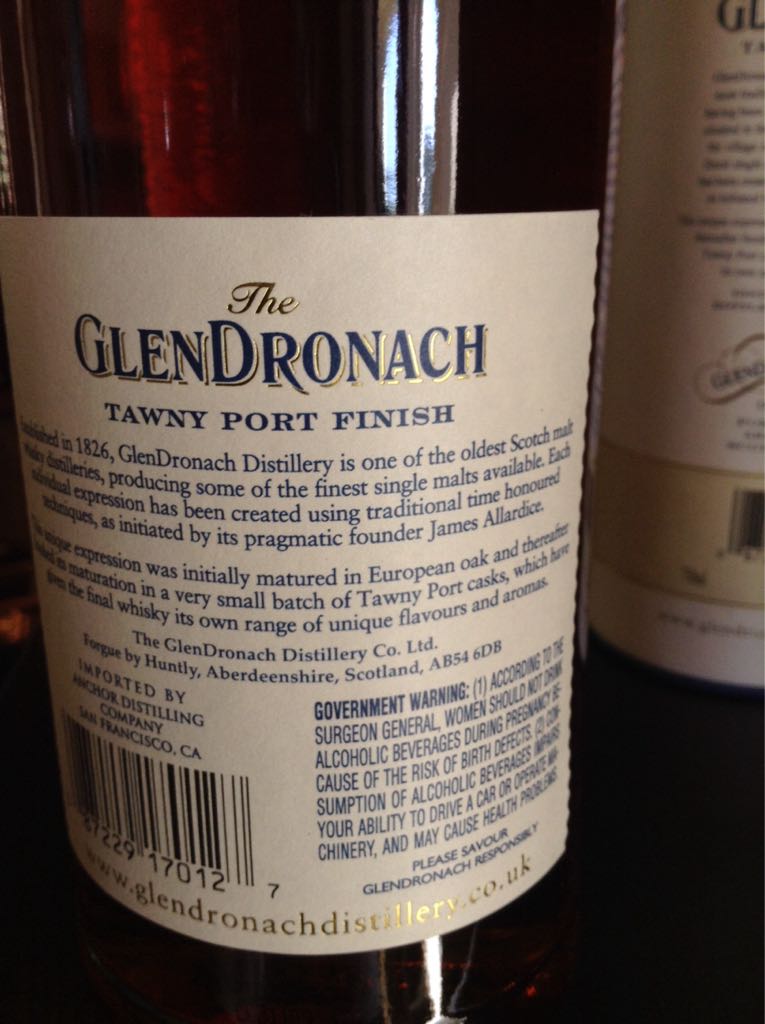 The
GLENDRONACH
TAWNY PORT FINISH
in 1826, GlenDronach Distillery is one of the oldest Scotch malt
distilleries, producing some of the finest single malts available. Each
individual expression has been created using traditional time honoured
techniques, as initiated by its pragmatic founder James Allardice.
unique expression was initially matured in European oak and thereafter
maturation in a very small batch of Tawny Port casks, which have
given the final whisky its own range of unique flavours and aromas.
The GlenDronach Distillery Co. Ltd.
Forgue by Huntly, Aberdeenshire, Scotland, AB54 6DB
IMPORTED BY
ANCHOR DISTILLING
COMPANY
SAN FRANCISCO, CA
GOVERNMENT WARNING: (1) ACCORDING TO THE
SURGEON GENERAL, WOMEN SHOULD NOT DRINK
ALCOHOLIC BEVERAGES DURING PREGNANCY BE-
CAUSE OF THE RISK OF BIRTH DEFECTS. (2) CON-
SUMPTION OF ALCOHOLIC BEVERAGES IMPAIRS
YOUR ABILITY TO DRIVE A CAR OR OPERATE MA-
CHINERY, AND MAY CAUSE HEALTH PROBLEMS.
PLEASE SAVOUR
GLENDRONACH RESPONSIBLY
87229 17012 7
www.glendronachdistillery.co.uk